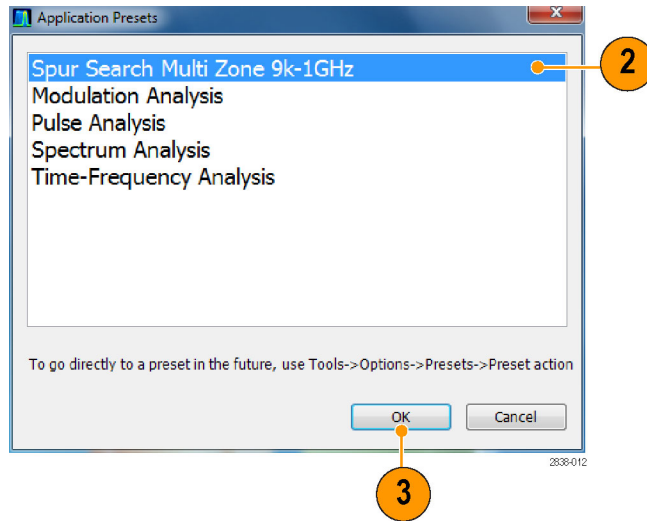 Application Presets
Spur Search Multi Zone 9k-1GHz
2
Modulation Analysis
Pulse Analysis
Spectrum Analysis
Time-Frequency Analysis
To go directly to a preset in the future, use Tools->Options->Presets->Preset action
OK
Cancel
2838-012
3